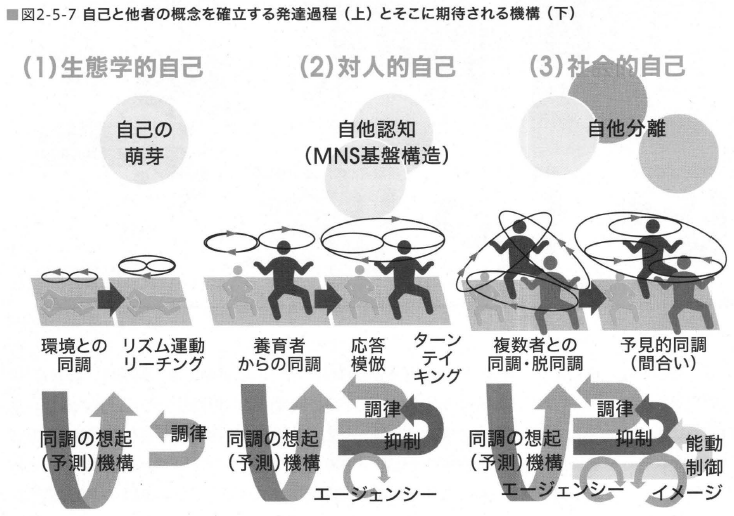 ■図2-5-7 自己と他者の概念を確立する発達過程（上）とそこに期待される機構（下）
(1)生態学的自己
(2)対人的自己
(3)社会的自己
自己の
萌芽
自他認知
（MNS基盤構造）
自他分離
環境との
同調
リズム運動
リーチング
養育者
からの同調
応答
模倣
ターン
テイ
キング
複数者との
同調・脱同調
予見的同調
（間合い）
同調の想起
（予測）機構
調律
同調の想起
（予測）機構
調律
抑制
エージェンシー
同調の想起
（予測）機構
調律
抑制
能動
制御
エージェンシー
イメージ